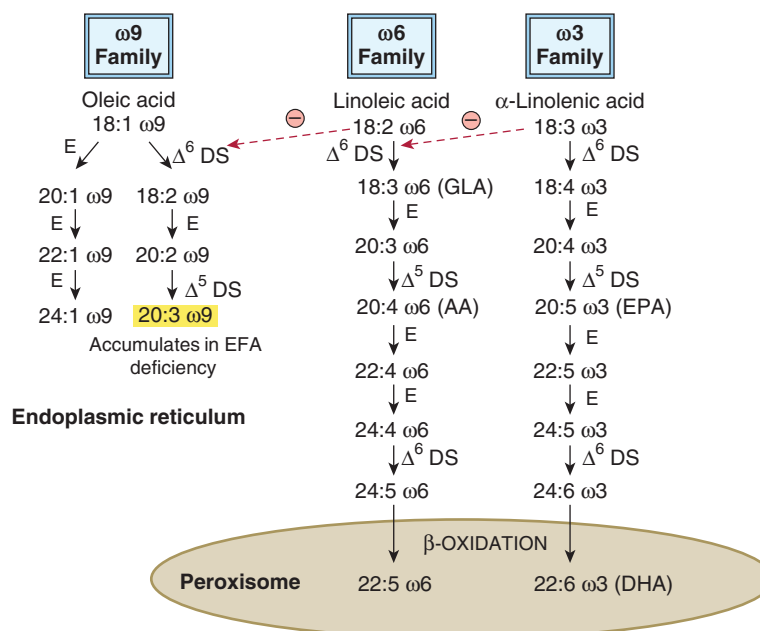 ω9
Family
ω6
Family
ω3
Family
Oleic acid
18:1 ω9
E
Δ⁶ DS
20:1 ω9
18:2 ω9
E
E
22:1 ω9
20:2 ω9
E
Δ⁵ DS
24:1 ω9
20:3 ω9
Accumulates in EFA
deficiency
Endoplasmic reticulum
−
Linoleic acid
18:2 ω6
Δ⁶ DS
18:3 ω6 (GLA)
E
20:3 ω6
Δ⁵ DS
20:4 ω6 (AA)
E
22:4 ω6
E
24:4 ω6
Δ⁶ DS
24:5 ω6
−
α-Linolenic acid
18:3 ω3
Δ⁶ DS
18:4 ω3
E
20:4 ω3
Δ⁵ DS
20:5 ω3 (EPA)
E
22:5 ω3
E
24:5 ω3
Δ⁶ DS
24:6 ω3
β-OXIDATION
Peroxisome
22:5 ω6
22:6 ω3 (DHA)